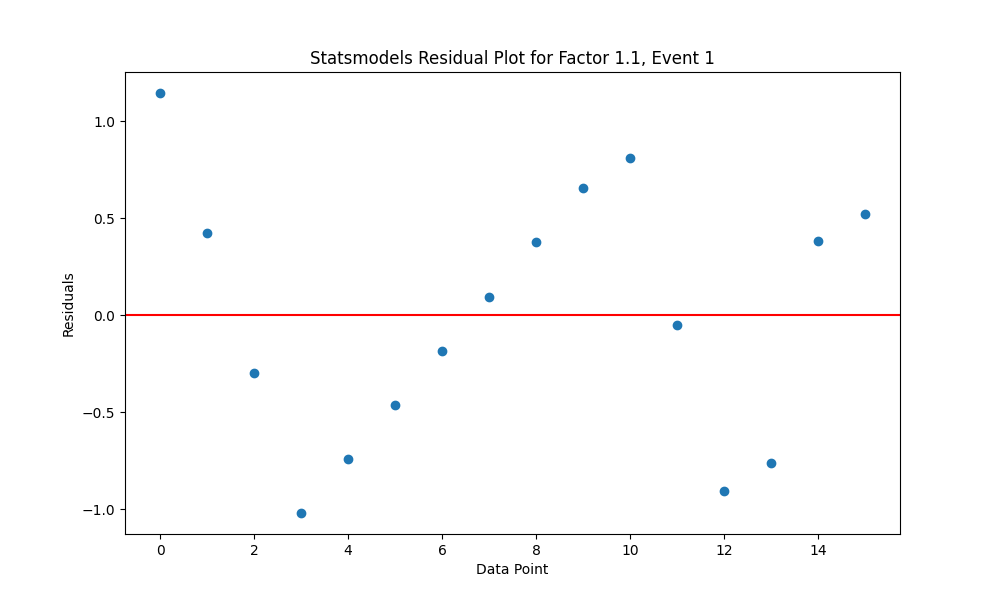 Statsmodels Residual Plot for Factor 1.1, Event 1
1.0
0.5
0.0
−0.5
−1.0
Residuals
0 2 4 6 8 10 12 14
Data Point